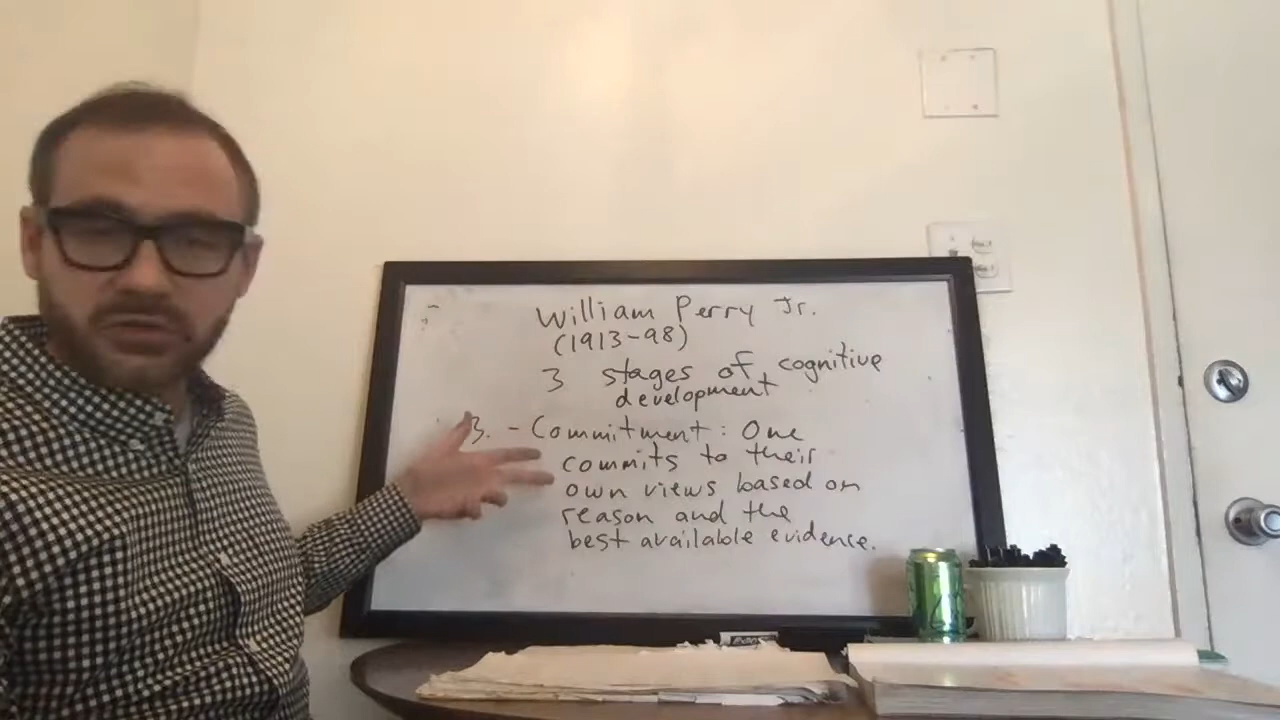 William Perry Jr.
(1913-98)
3 stages of cognitive
development
3. - Commitment: One
commits to their
own views based on
reason and the
best available evidence.